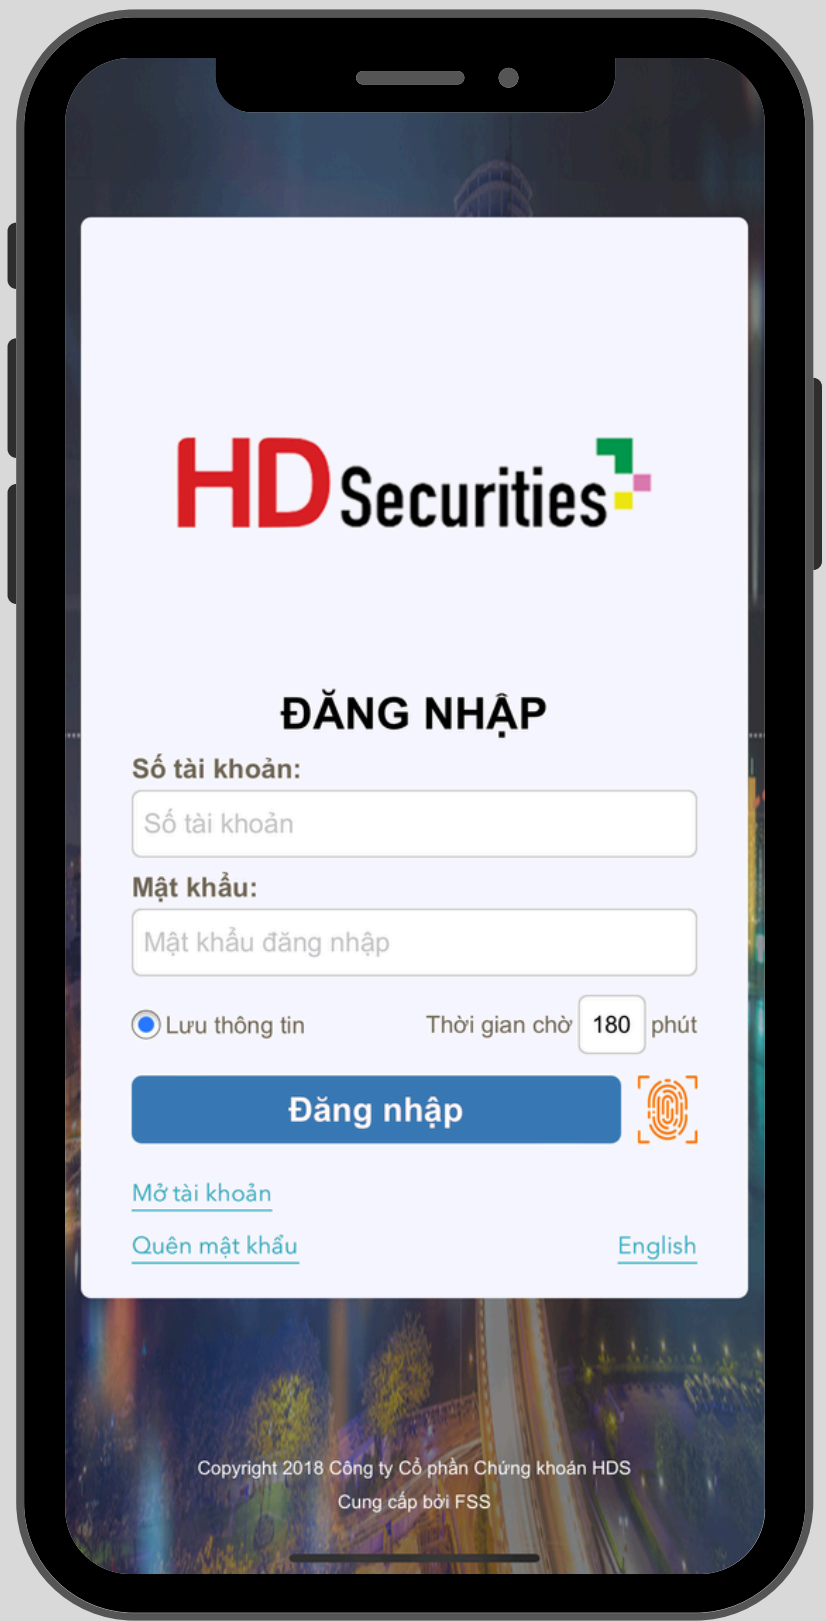 HD Securities
ĐĂNG NHẬP
Số tài khoản:
Số tài khoản
Mật khẩu:
Mật khẩu đăng nhập
Lưu thông tin Thời gian chờ 180 phút
Đăng nhập
Mở tài khoản
Quên mật khẩu English
Copyright 2018 Công ty Cổ phần Chứng khoán HDS
Cung cấp bởi FSS